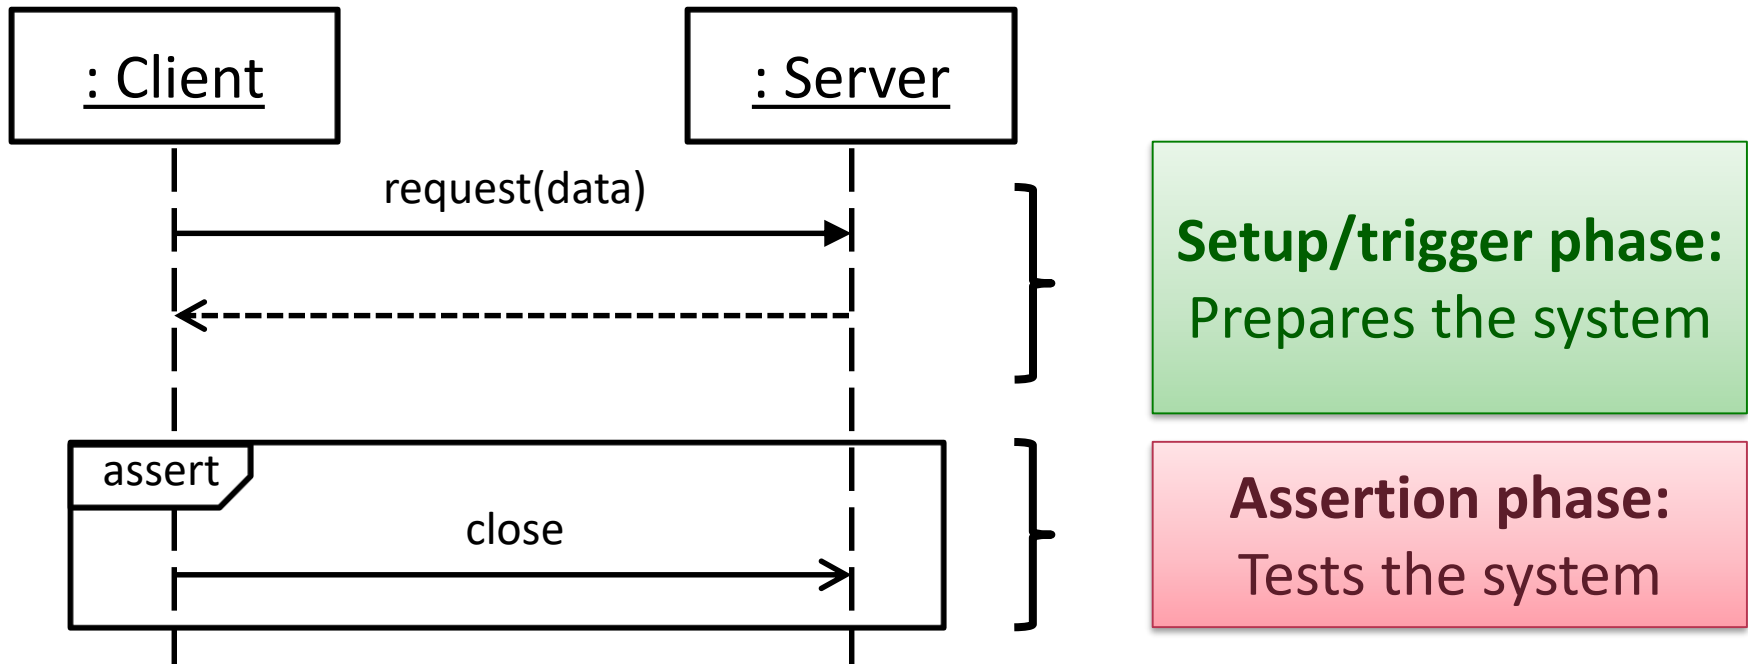 : Client
: Server
request(data)
Setup/trigger phase:
Prepares the system
assert
close
Assertion phase:
Tests the system